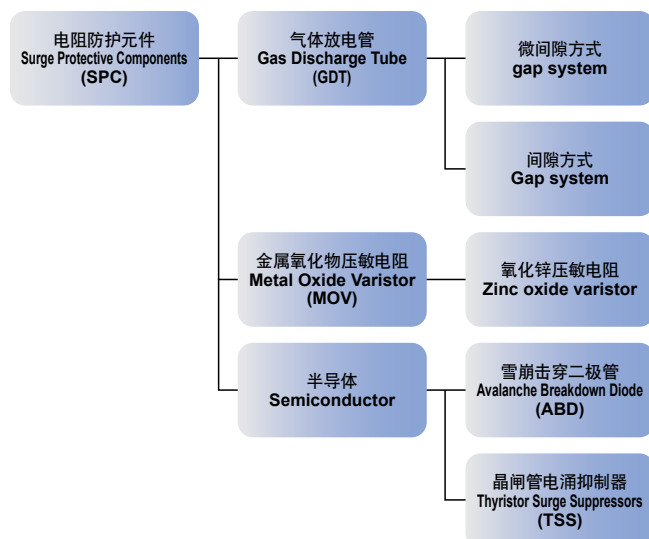 电阻防护元件
Surge Protective Components
(SPC)
气体放电管
Gas Discharge Tube
(GDT)
微间隙方式
gap system
间隙方式
Gap system
金属氧化物压敏电阻
Metal Oxide Varistor
(MOV)
氧化锌压敏电阻
Zinc oxide varistor
半导体
Semiconductor
雪崩击穿二极管
Avalanche Breakdown Diode
(ABD)
晶闸管电涌抑制器
Thyristor Surge Suppressors
(TSS)